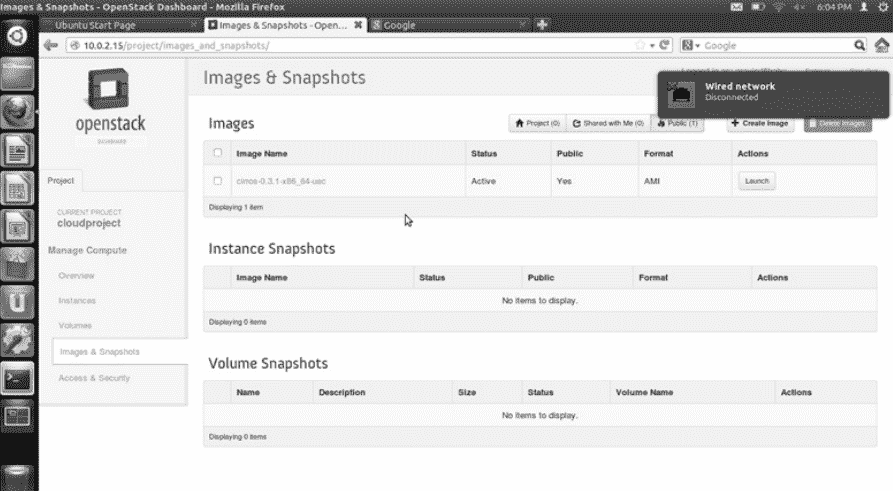 Images & Snapshots - OpenStack Dashboard - Mozilla Firefox
6:04 PM
Ubuntu Start Page
Images & Snapshots - Open...
Google
10.0.2.15/project/images_and_snapshots/
Google
openstack
DASHBOARD
Images & Snapshots
Wired network
Disconnected
Images
Project (0)
Shared with Me (0)
Public (1)
Create Image
Image Name Status Public Format Actions
cirros-0.3.1-x86_64-uec Active Yes AMI Launch
Displaying 1 item
Project
CURRENT PROJECT
cloudproject
Manage Compute
Overview
Instances
Volumes
Images & Snapshots
Access & Security
Instance Snapshots
Image Name Status Public Format Actions
No items to display.
Displaying 0 items
Volume Snapshots
Name Description Size Status Volume Name Actions
No items to display.
Displaying 0 items